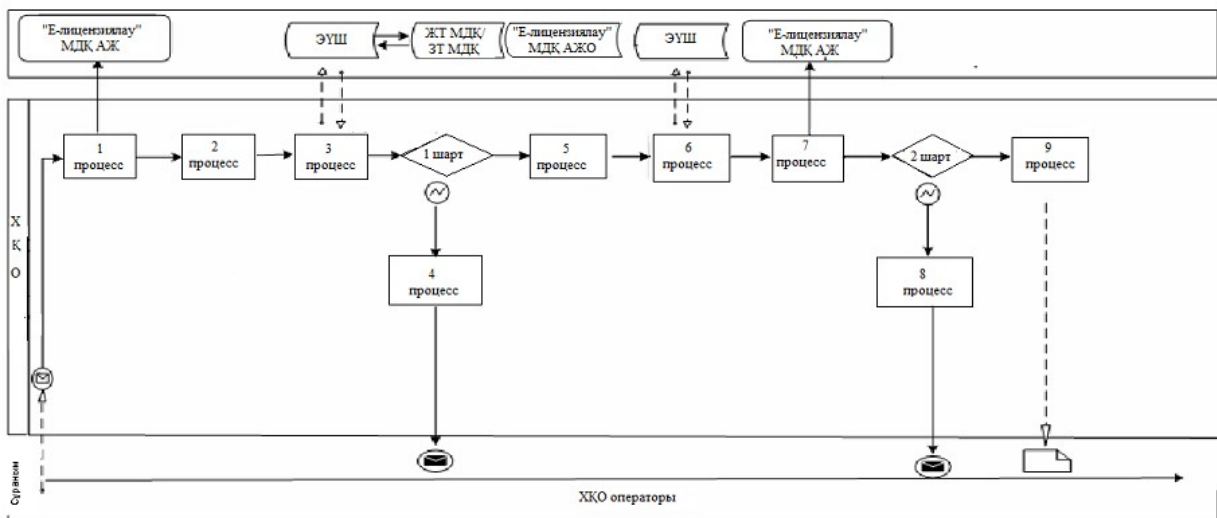 "Е-лицензиялау"
МДҚ АЖ
ЭҮШ
ЖТ МДҚ/
ЗТ МДҚ
"Е-лицензиялау"
МДҚ АЖО
ЭҮШ
"Е-лицензиялау"
МДҚ АЖ
1
процесс
2
процесс
3
процесс
1 шарт
5
процесс
6
процесс
7
процесс
2 шарт
9
процесс
Х
Қ
О
4
процесс
8
процесс
Сұраным
ХҚО операторы